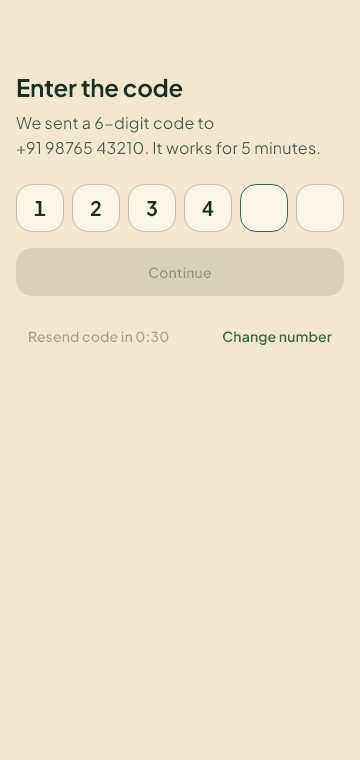 Enter the code
We sent a 6–digit code to
+91 98765 43210. It works for 5 minutes.
1 2 3 4
Continue
Resend code in 0:30 Change number